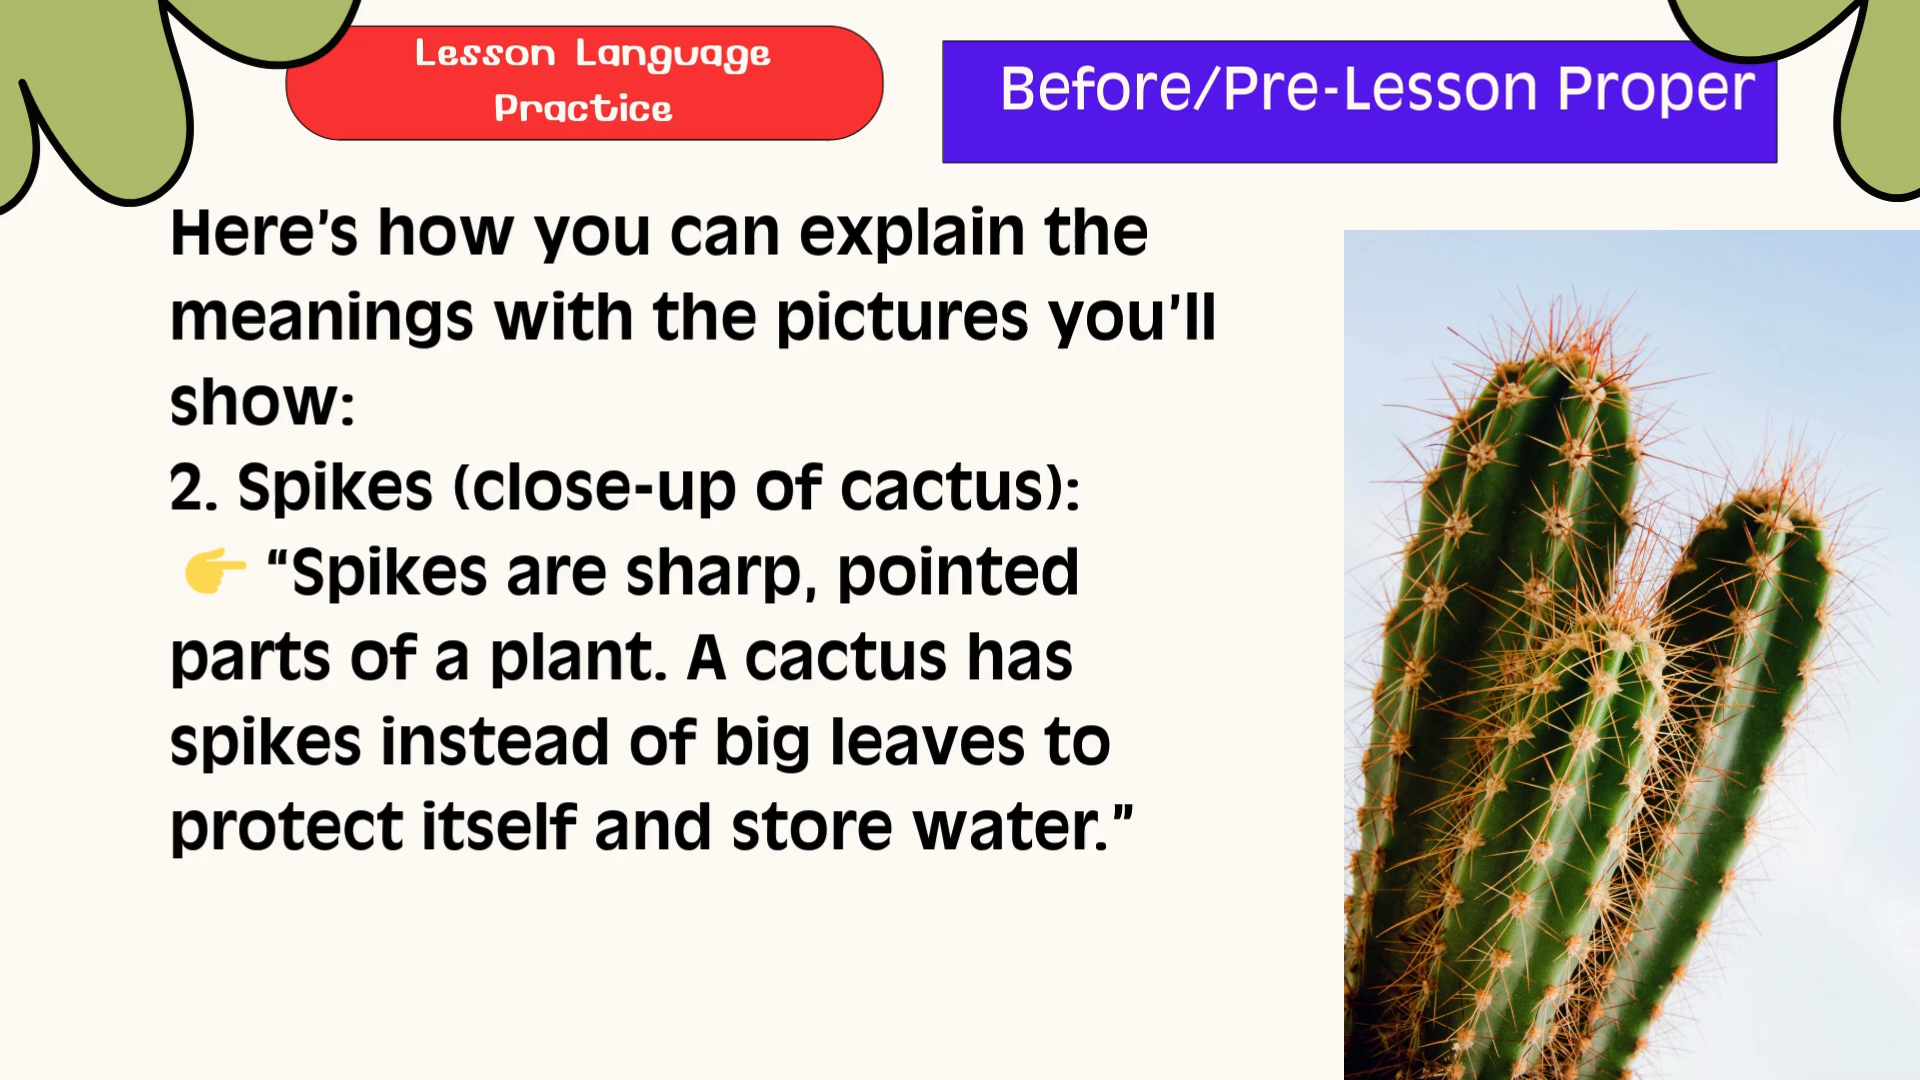 Lesson Language
Practice
Before/Pre-Lesson Proper
Here's how you can explain the
meanings with the pictures you'll
show:
2. Spikes (close-up of cactus):
👉 “Spikes are sharp, pointed
parts of a plant. A cactus has
spikes instead of big leaves to
protect itself and store water.”